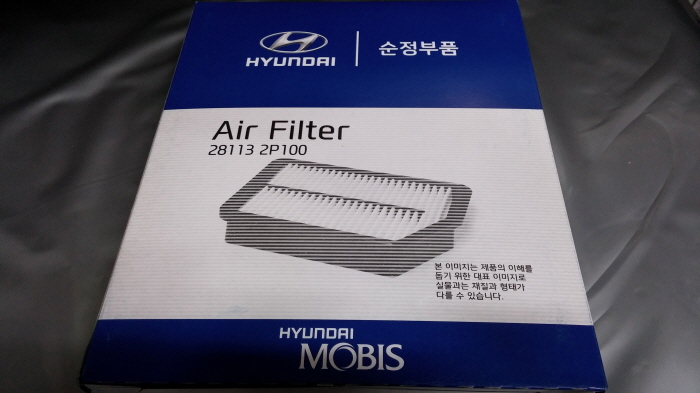 HYUNDAI
순정부품
Air Filter
28113 2P100
본 이미지는 제품의 이해를
돕기 위한 대표 이미지로
실물과는 재질과 형태가
다를 수 있습니다.
HYUNDAI
MOBIS